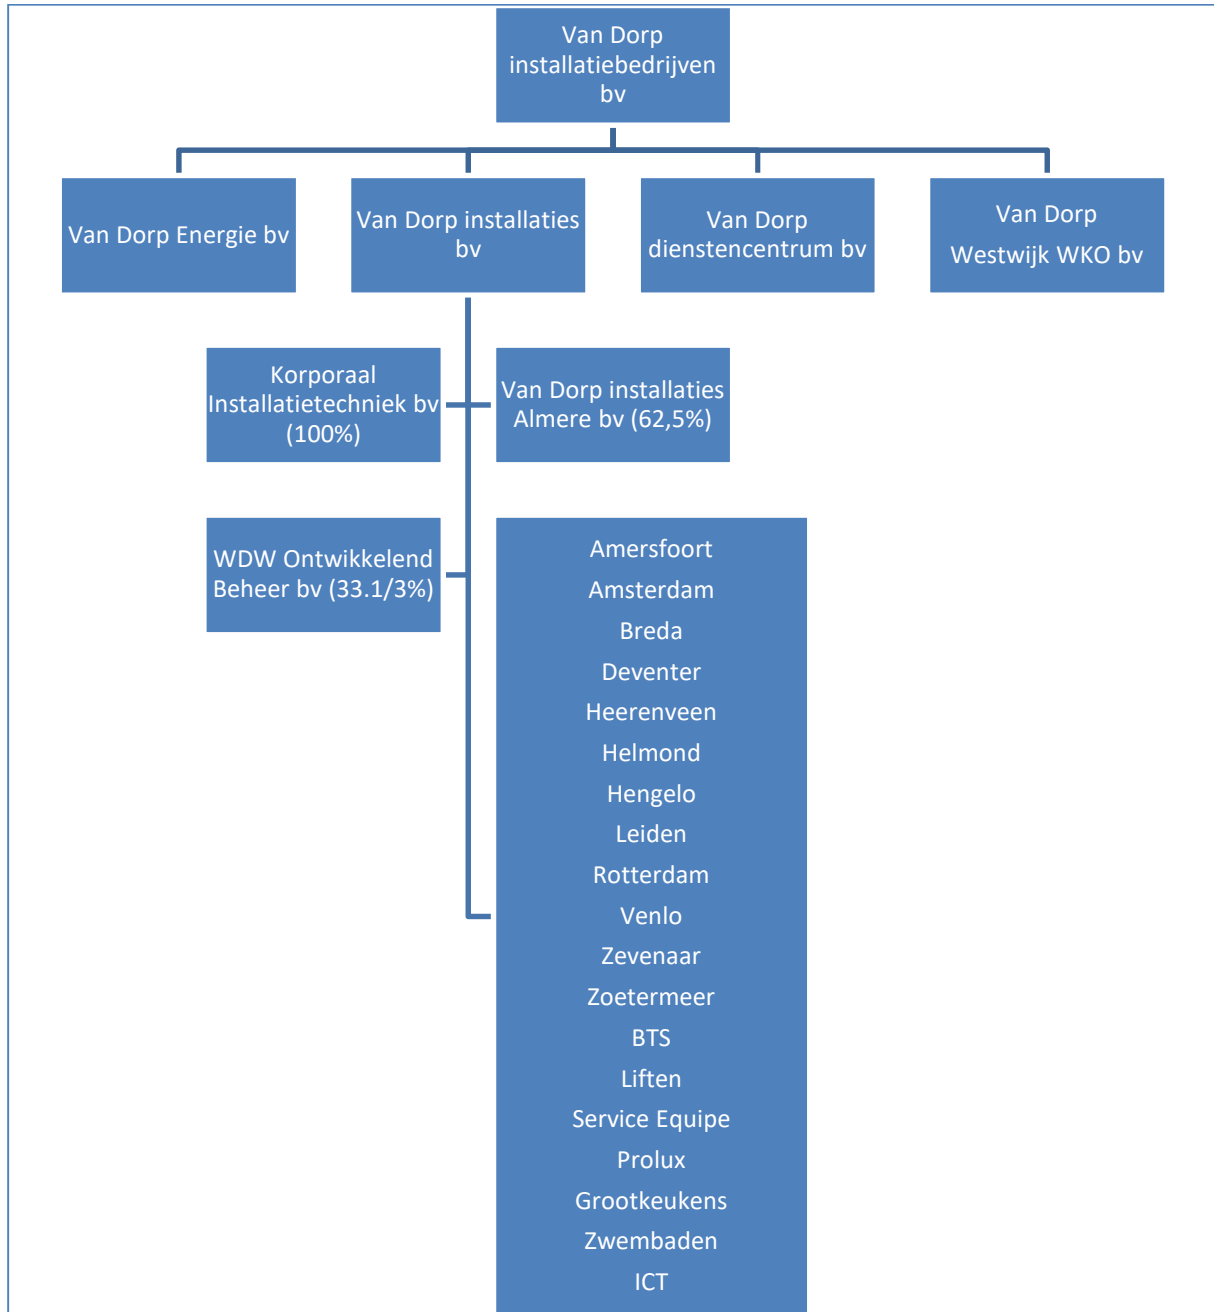 Van Dorp
installatiebedrijven
bv
Van Dorp Energie bv
Van Dorp installaties
bv
Van Dorp
dienstencentrum bv
Van Dorp
Westwijk WKO bv
Korporaal
Installatietechniek bv
(100%)
Van Dorp installaties
Almere bv (62,5%)
WDW Ontwikkelend
Beheer bv (33.1/3%)
Amersfoort
Amsterdam
Breda
Deventer
Heerenveen
Helmond
Hengelo
Leiden
Rotterdam
Venlo
Zevenaar
Zoetermeer
BTS
Liften
Service Equipe
Prolux
Grootkeukens
Zwembaden
ICT